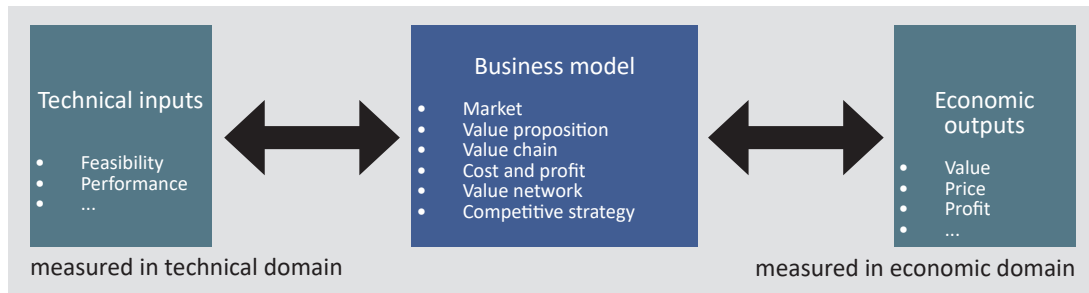 Technical inputs
• Feasibility
• Performance
• ...
measured in technical domain
Business model
• Market
• Value proposition
• Value chain
• Cost and profit
• Value network
• Competitive strategy
Economic
outputs
• Value
• Price
• Profit
• ...
measured in economic domain